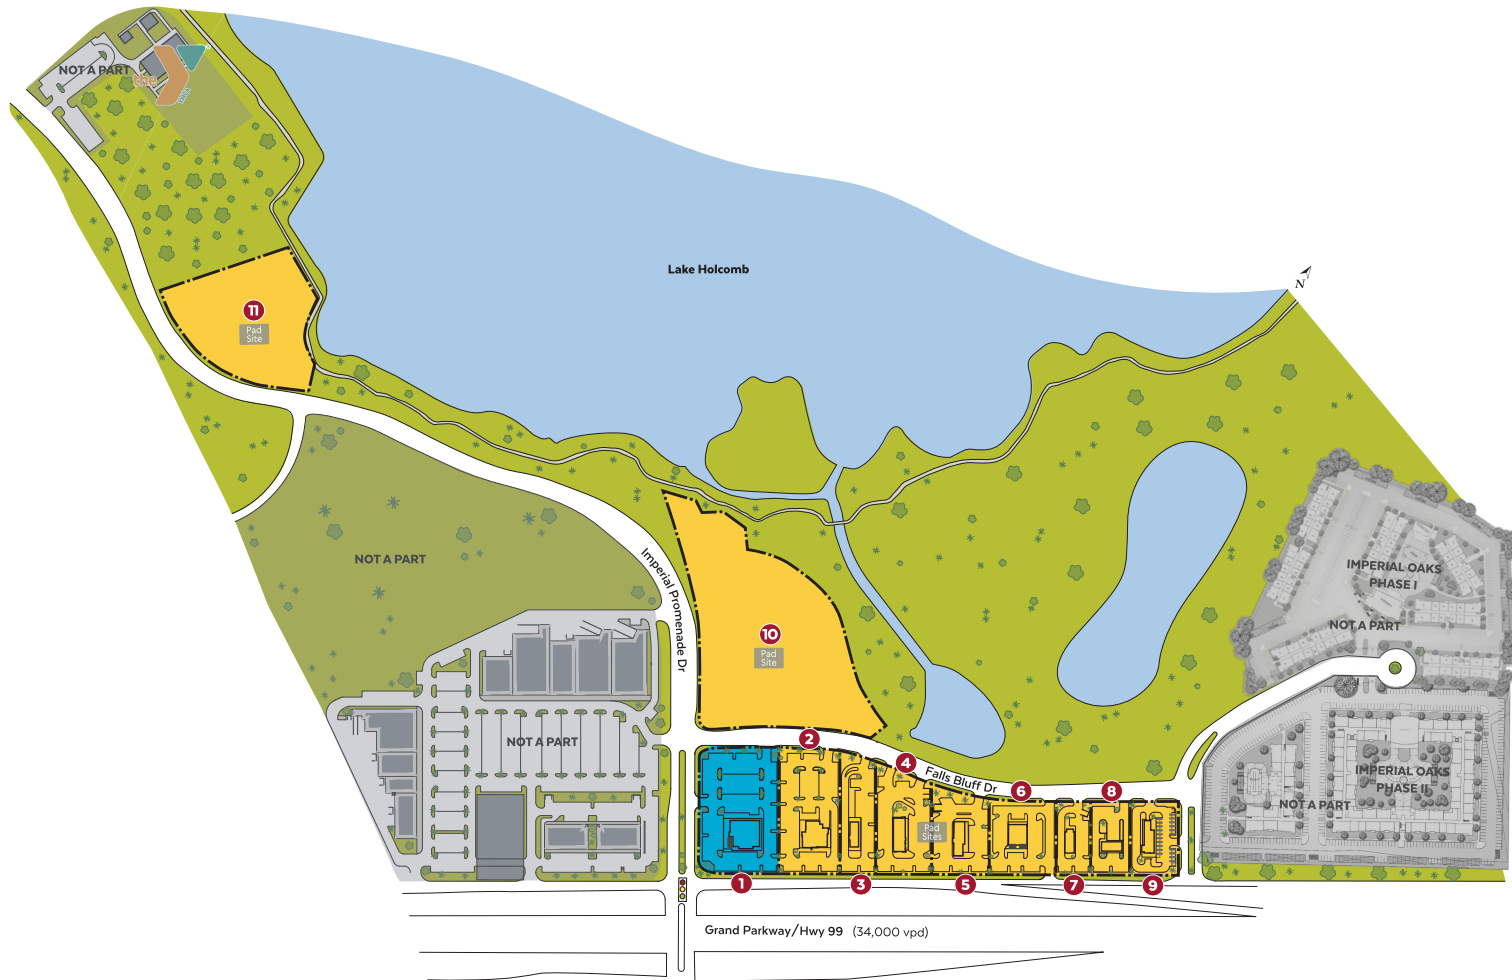 NOT A PART
the
YMCA
Lake Holcomb
N
11
Pad
Site
NOT A PART
Imperial Promenade Dr
10
Pad
Site
IMPERIAL OAKS
PHASE I
NOT A PART
NOT A PART
2
4
Falls Bluff Dr
6
8
IMPERIAL OAKS
PHASE II
NOT A PART
Pad
Sites
1
3
5
7
9
Grand Parkway/Hwy 99 (34,000 vpd)